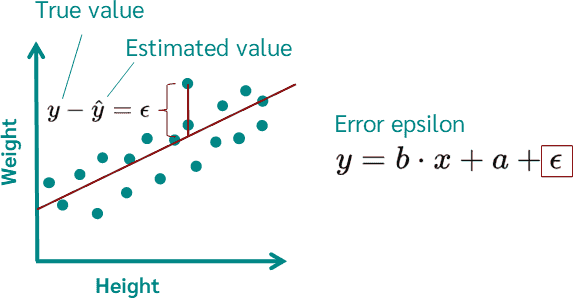 True value
Estimated value
y − ŷ = ϵ
Weight
Height
Error epsilon
y = b · x + a + ϵ